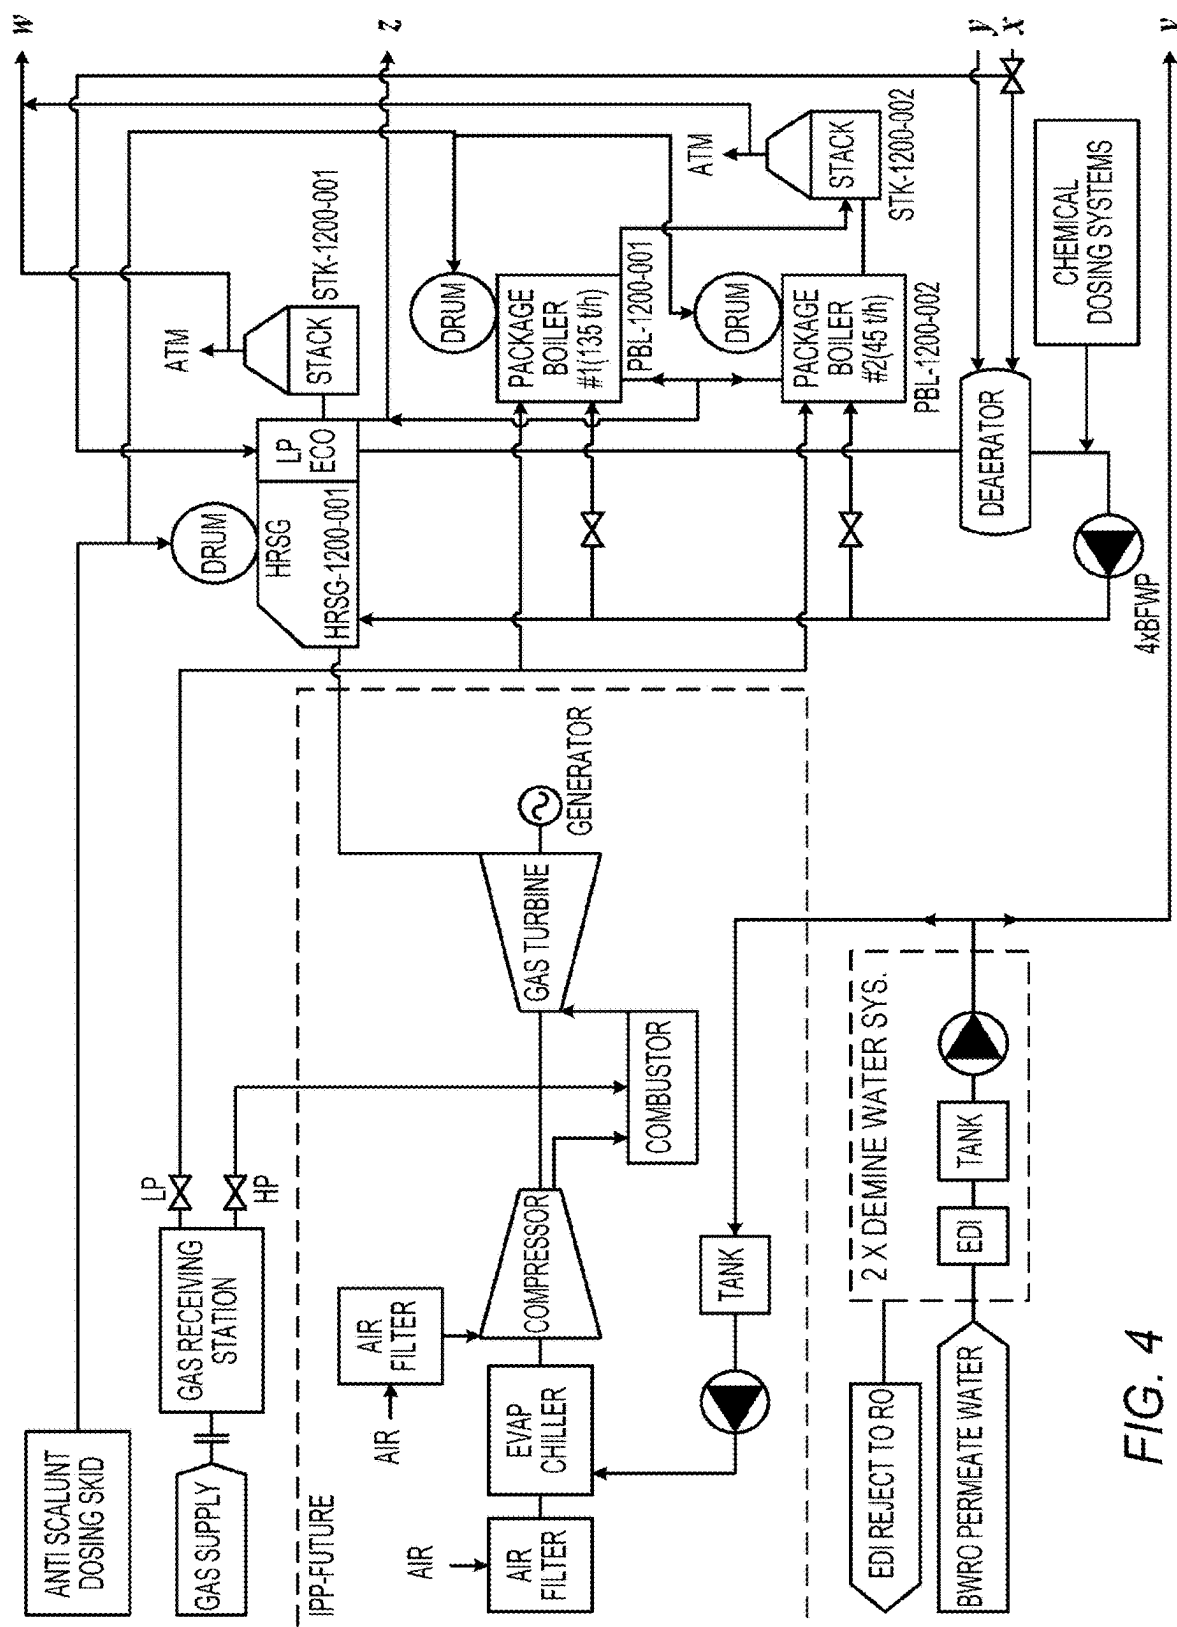 w
z
y
x
v
ANTI SCALUNT
DOSING SKID
GAS SUPPLY
GAS RECEIVING
STATION
LP
HP
DRUM
HRSG
HRSG-1200-001
LP
ECO
ATM
STACK
STK-1200-001
DRUM
PACKAGE
BOILER
#1(135 t/h)
PBL-1200-001
DRUM
PACKAGE
BOILER
#2(45 t/h)
PBL-1200-002
ATM
STACK
STK-1200-002
IPP-FUTURE
AIR
AIR
FILTER
EVAP
CHILLER
AIR
AIR
FILTER
COMPRESSOR
COMBUSTOR
GAS TURBINE
GENERATOR
TANK
DEAERATOR
CHEMICAL
DOSING SYSTEMS
4xBFWP
2 X DEMINE WATER SYS.
EDI
TANK
EDI REJECT TO RO
BWRO PERMEATE WATER
FIG. 4